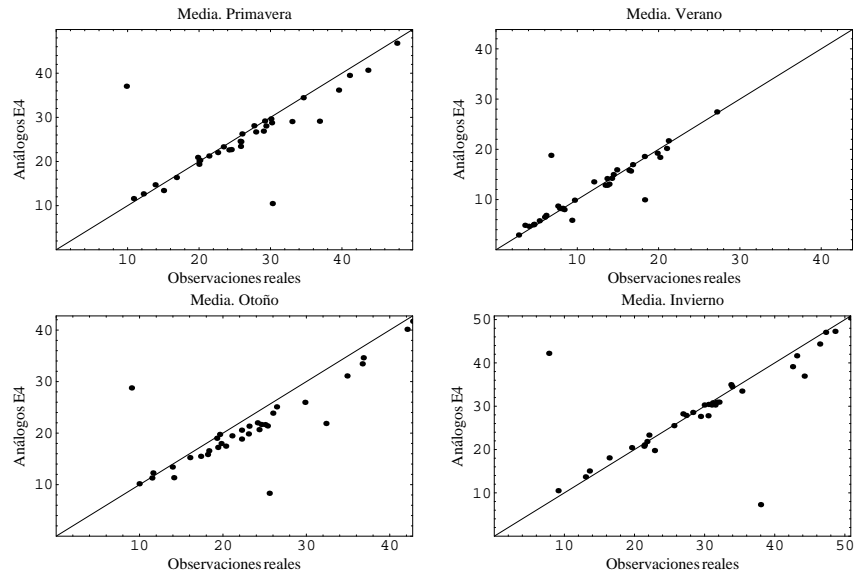 Media. Primavera
Análogos E4
40
30
20
10
10
20
30
40
Observaciones reales
Media. Verano
Análogos E4
40
30
20
10
10
20
30
40
Observaciones reales
Media. Otoño
Análogos E4
40
30
20
10
10
20
30
40
Observaciones reales
Media. Invierno
Análogos E4
50
40
30
20
10
10
20
30
40
50
Observaciones reales